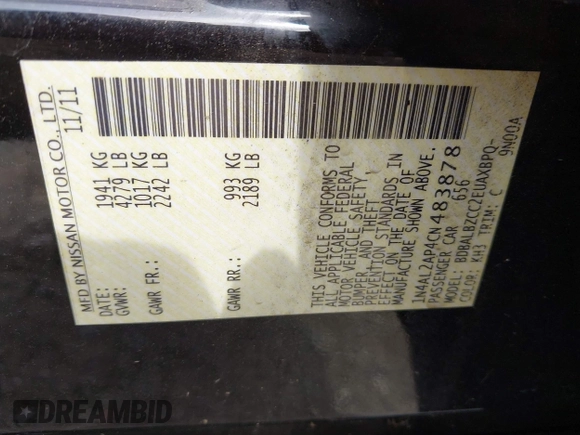 MFD BY NISSAN MOTOR CO., LTD.
DATE: 11/11
GVWR: 1941 KG
4279 LB
GAWR FR: 1017 KG
2242 LB
GAWR RR: 993 KG
2189 LB
THIS VEHICLE CONFORMS TO
ALL APPLICABLE FEDERAL
MOTOR VEHICLE SAFETY,
BUMPER, AND THEFT
PREVENTION STANDARDS IN
EFFECT ON THE DATE OF
MANUFACTURE SHOWN ABOVE.
1N4AL2AP4CN483878
PASSENGER CAR 656
MODEL: BDBALBZCC2EUAXBPQ-
COLOR: KH3 TRIM: C 9N00A
DREAMBID